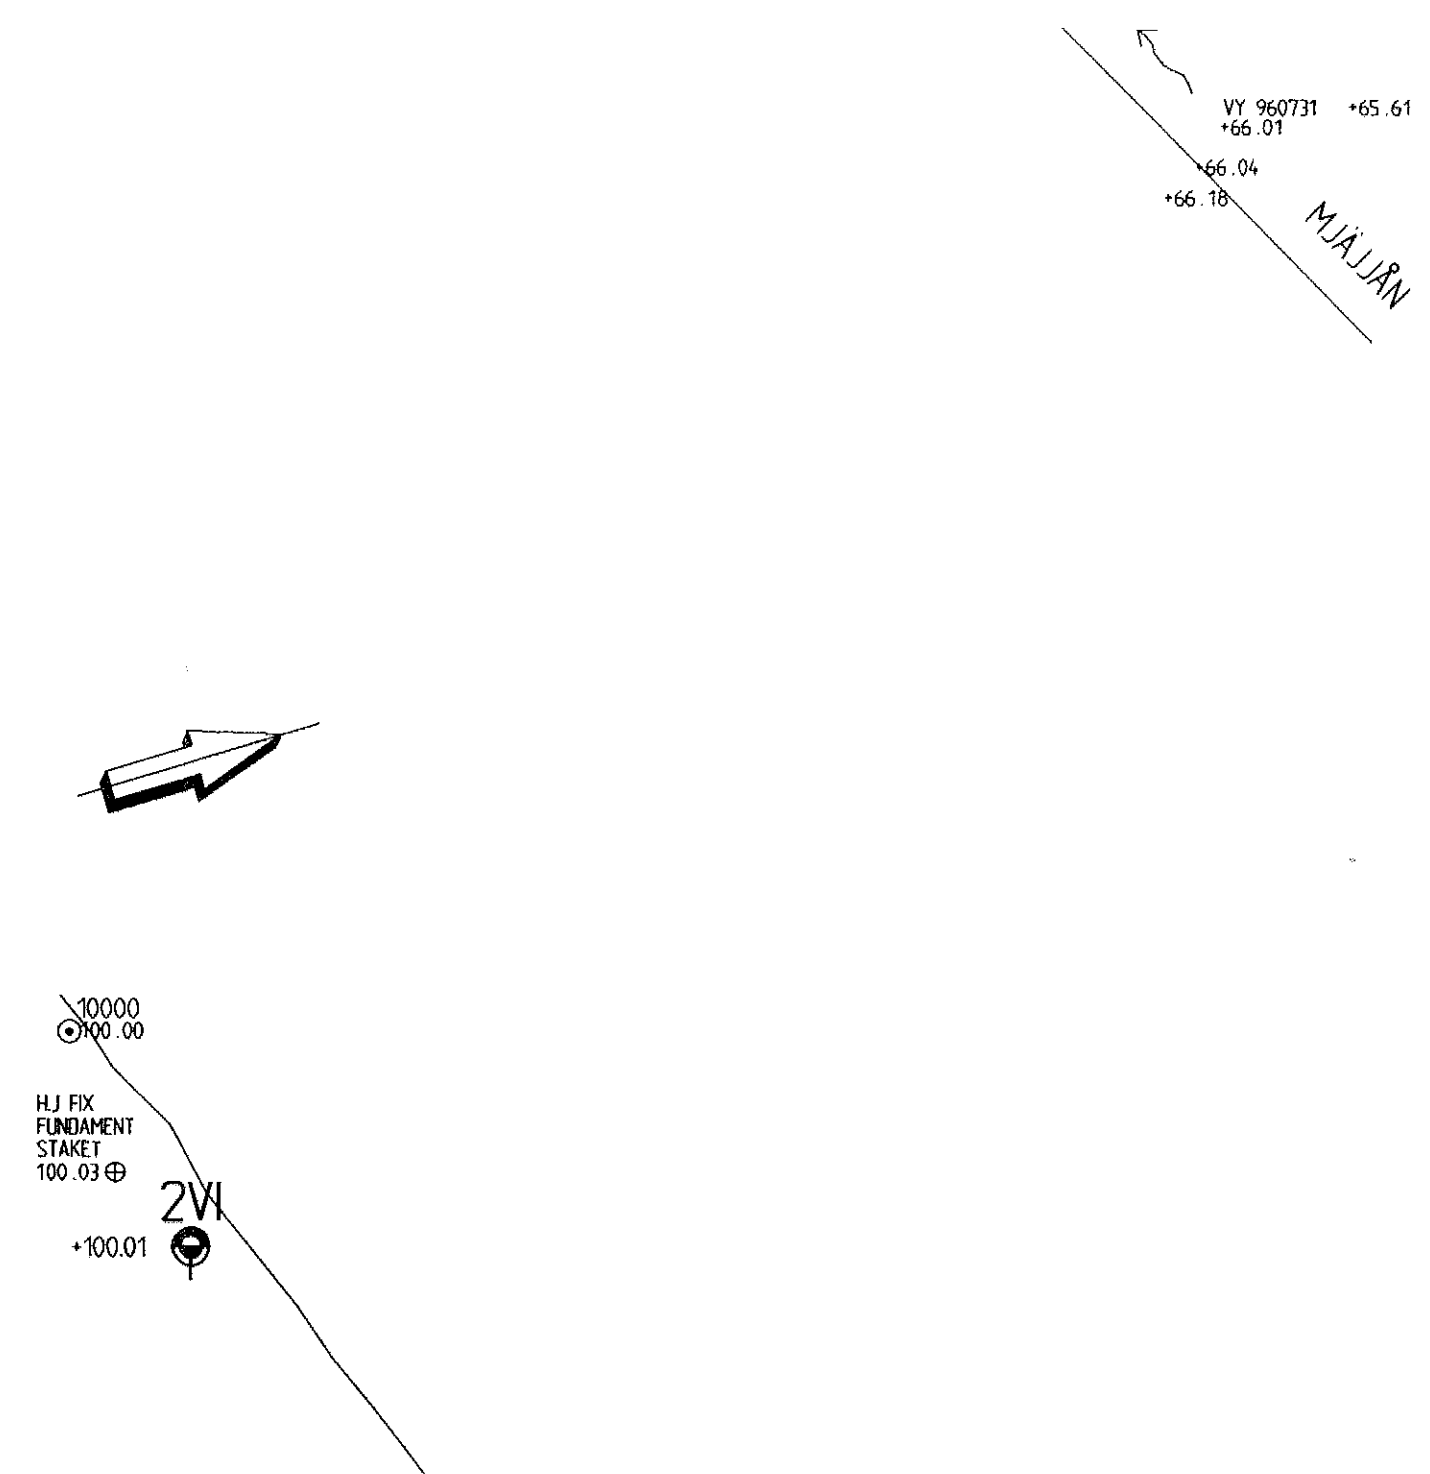 VY 960731 +65.61
+66.01
+66.04
+66.18
MJÄJJÅN
10000
100.00
H.J FIX
FUNDAMENT
STAKET
100.03
2VI
+100.01